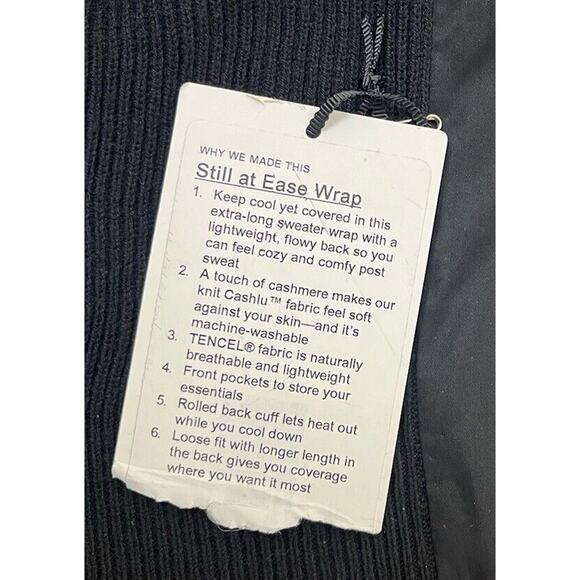 WHY WE MADE THIS
Still at Ease Wrap
1. Keep cool yet covered in this
extra-long sweater wrap with a
lightweight, flowy back so you
can feel cozy and comfy post
sweat
2. A touch of cashmere makes our
knit Cashlu™ fabric feel soft
against your skin—and it's
machine-washable
3. TENCEL® fabric is naturally
breathable and lightweight
4. Front pockets to store your
essentials
5. Rolled back cuff lets heat out
while you cool down
6. Loose fit with longer length in
the back gives you coverage
where you want it most